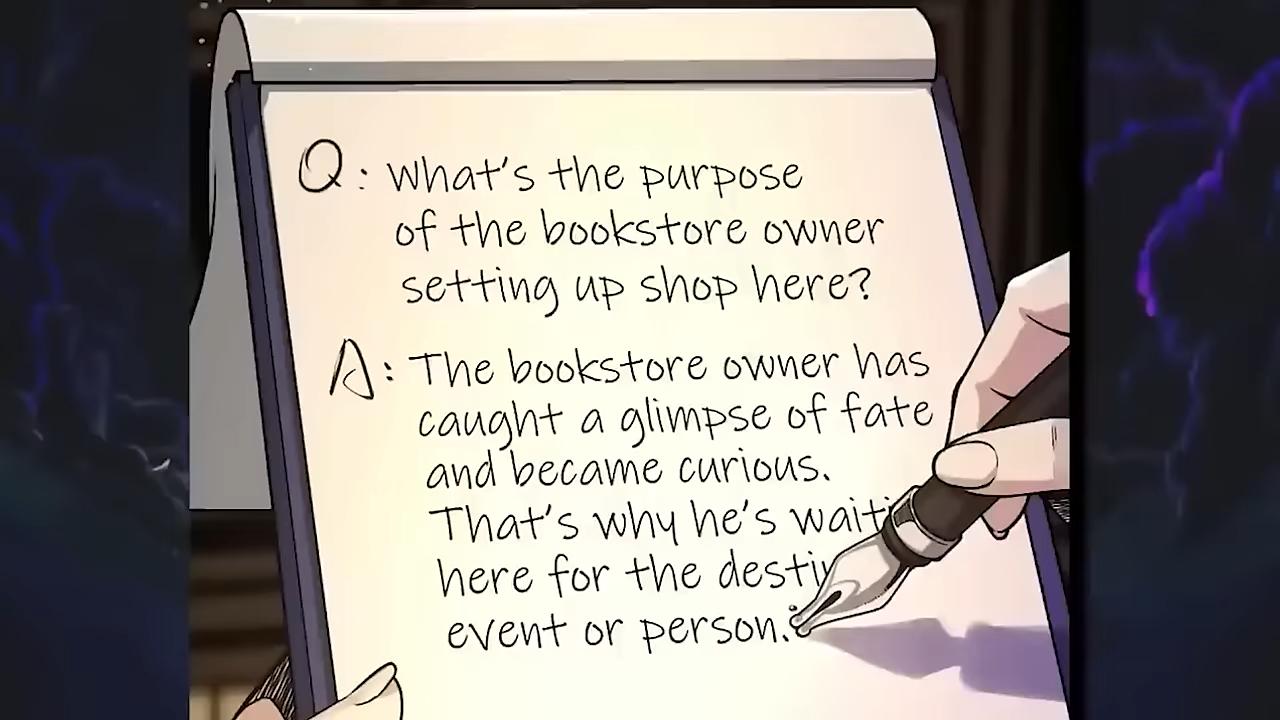 Q: What's the purpose
of the bookstore owner
setting up shop here?
A: The bookstore owner has
caught a glimpse of fate
and became curious.
That's why he's
here for the
event or person.